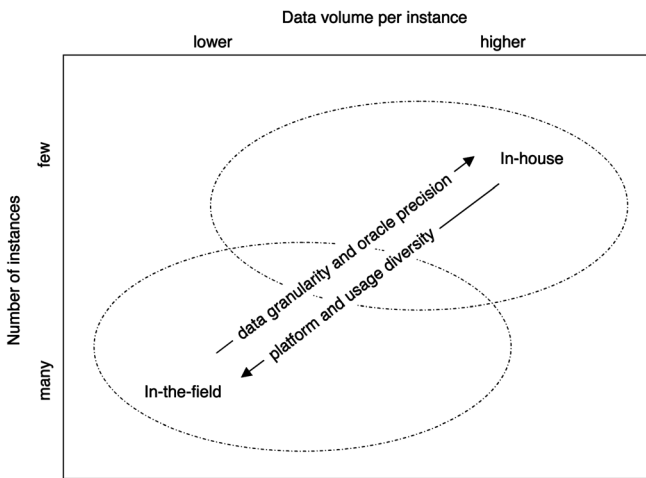 Data volume per instance
lower
higher
Number of instances
few
many
In-house
data granularity and oracle precision
platform and usage diversity
In-the-field